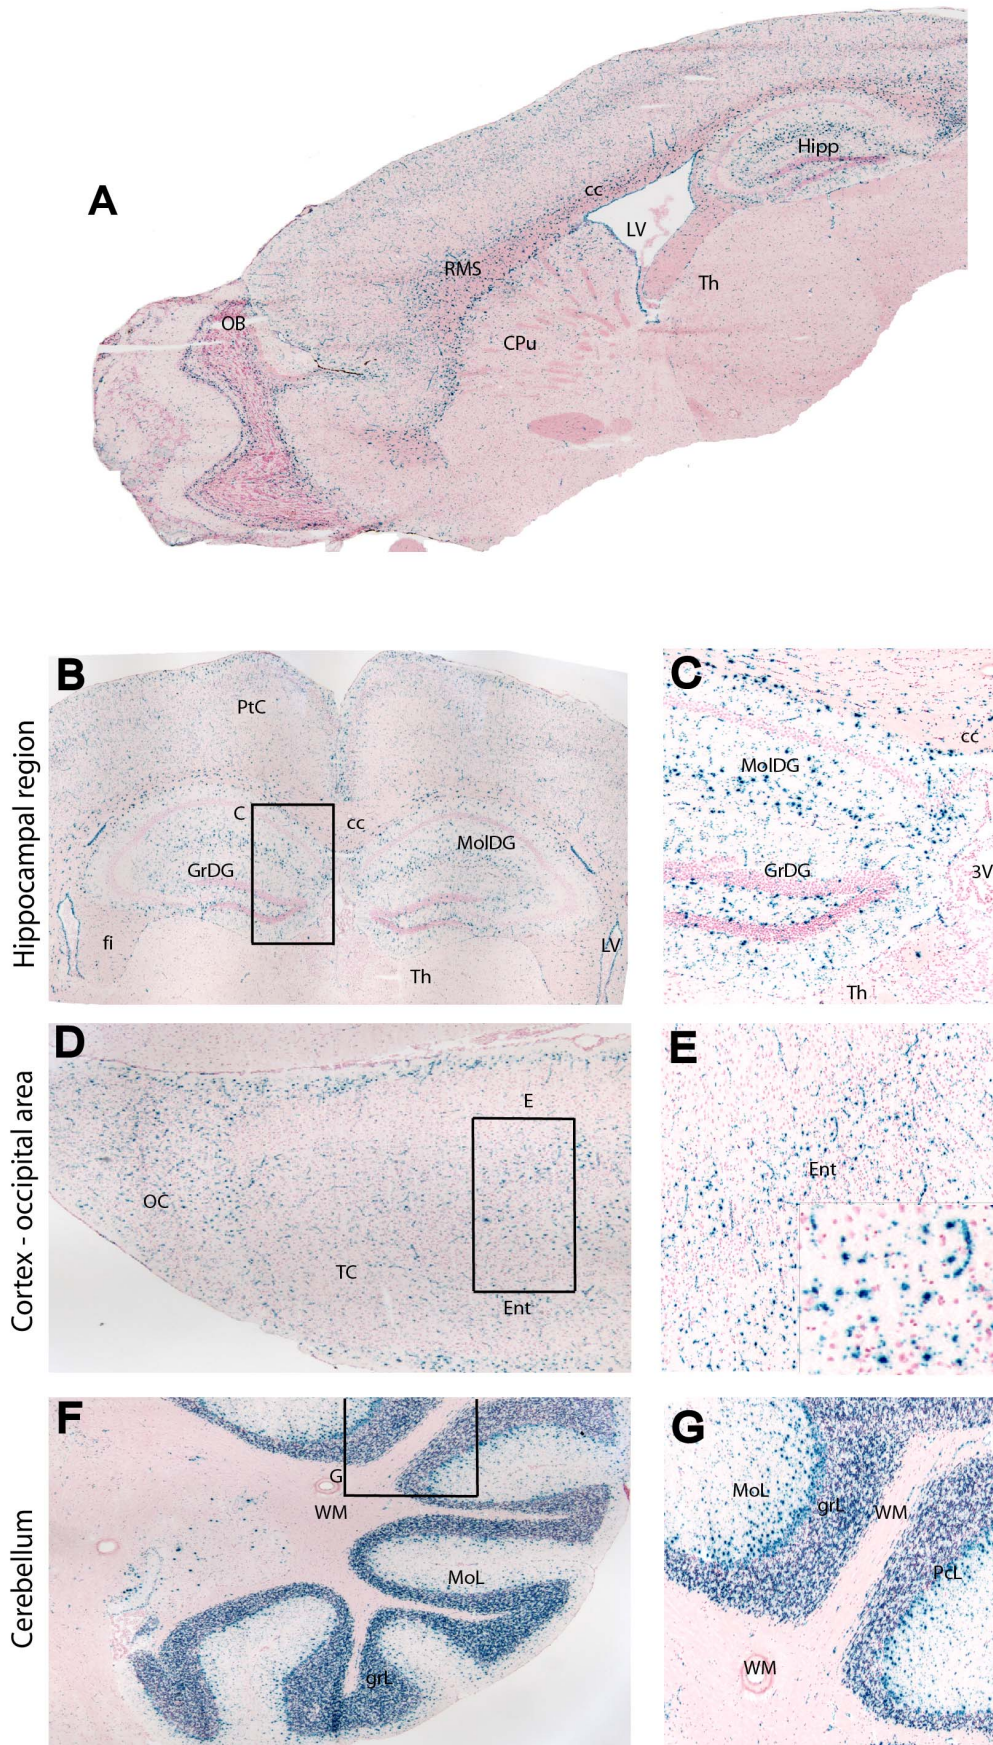 A
Hipp
cc
LV
RMS
Th
OB
CPu
Hippocampal region
B
PtC
C
cc
MolDG
GrDG
fi
LV
Th
C
cc
MolDG
GrDG
3V
Th
Cortex - occipital area
D
E
OC
TC
Ent
E
Ent
Cerebellum
F
G
WM
MoL
grL
G
MoL
grL
WM
PcL
WM